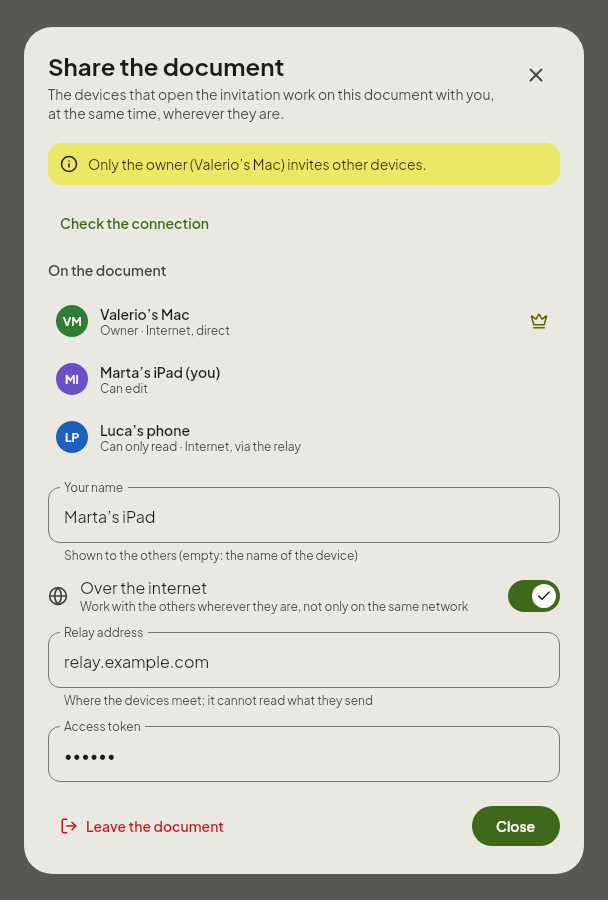 Share the document
The devices that open the invitation work on this document with you,
at the same time, wherever they are.
Only the owner (Valerio’s Mac) invites other devices.
Check the connection
On the document
VM
Valerio’s Mac
Owner · Internet, direct
MI
Marta’s iPad (you)
Can edit
LP
Luca’s phone
Can only read · Internet, via the relay
Your name
Marta’s iPad
Shown to the others (empty: the name of the device)
Over the internet
Work with the others wherever they are, not only on the same network
Relay address
relay.example.com
Where the devices meet; it cannot read what they send
Access token
••••••
Leave the document
Close